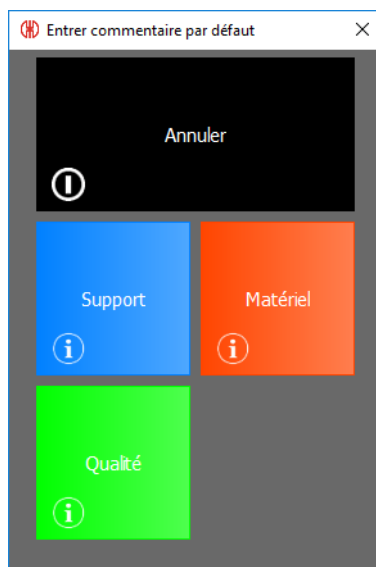 Entrer commentaire par défaut
Annuler
Support
Matériel
Qualité